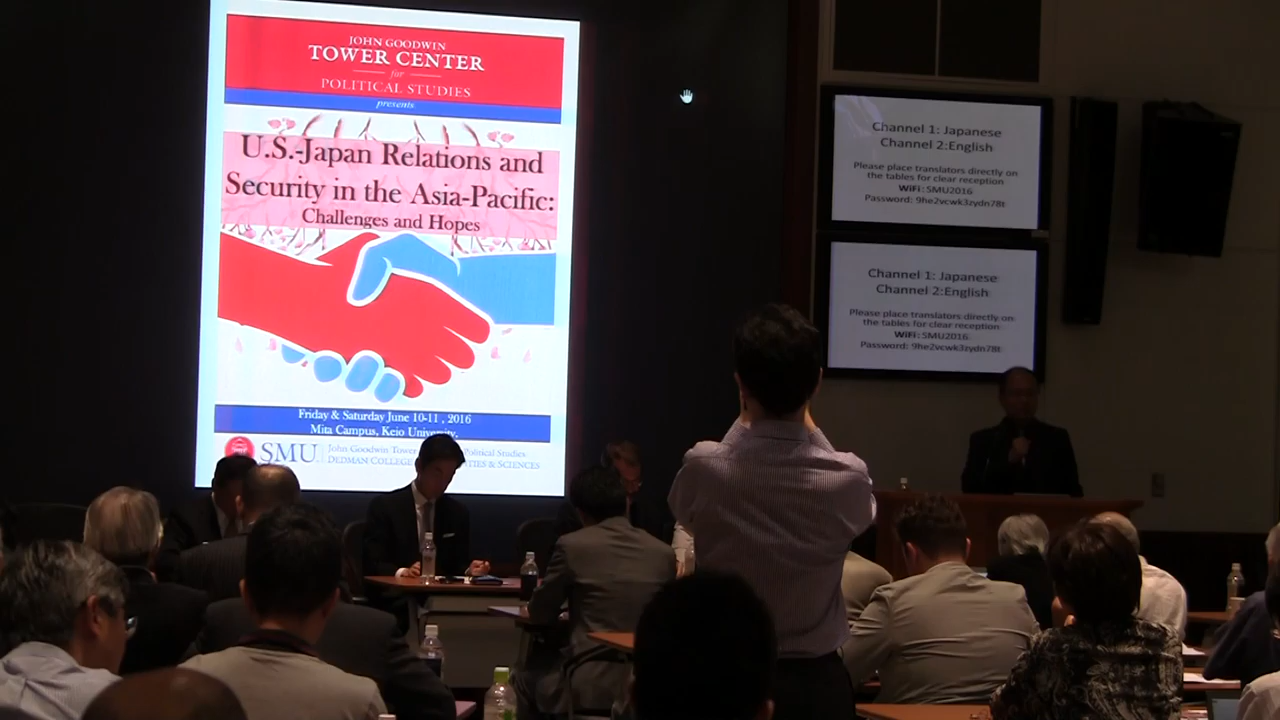 JOHN GOODWIN
TOWER CENTER
for
POLITICAL STUDIES
presents
U.S.-Japan Relations and
Security in the Asia-Pacific:
Challenges and Hopes
Friday & Saturday June 10-11, 2016
Mita Campus, Keio University.
SMU
John Goodwin Tower Political Studies
DEDMAN COLLEGE & SCIENCES
Channel 1: Japanese
Channel 2:English
Please place translators directly on
the tables for clear reception
WiFi: SMU2016
Password: 9he2vcwk3zydn78t
Channel 1: Japanese
Channel 2:English
Please place translators directly on
the tables for clear reception
WiFi: SMU2016
Password: 9he2vcwk3zydn78t